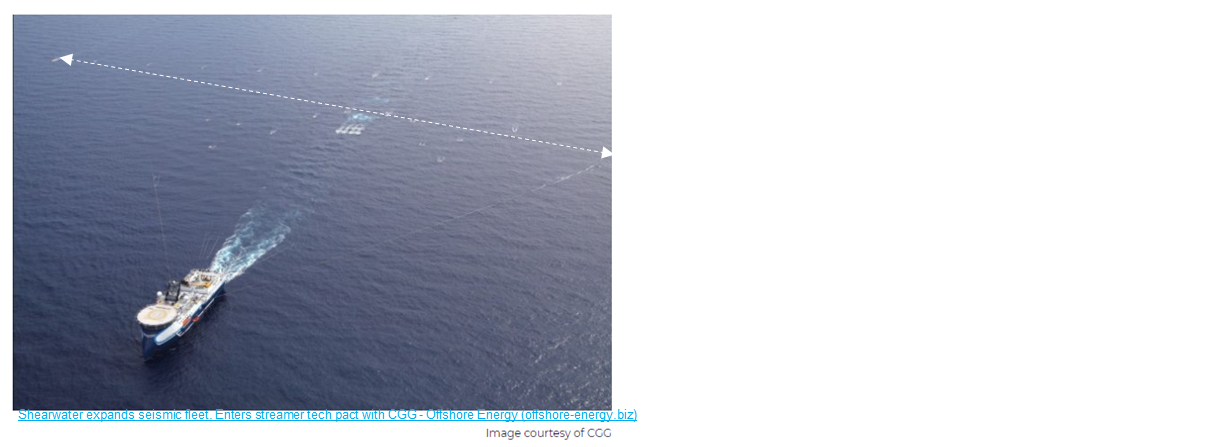 Shearwater expands seismic fleet. Enters streamer tech pact with CGG - Offshore Energy (offshore-energy.biz)
Image courtesy of CGG